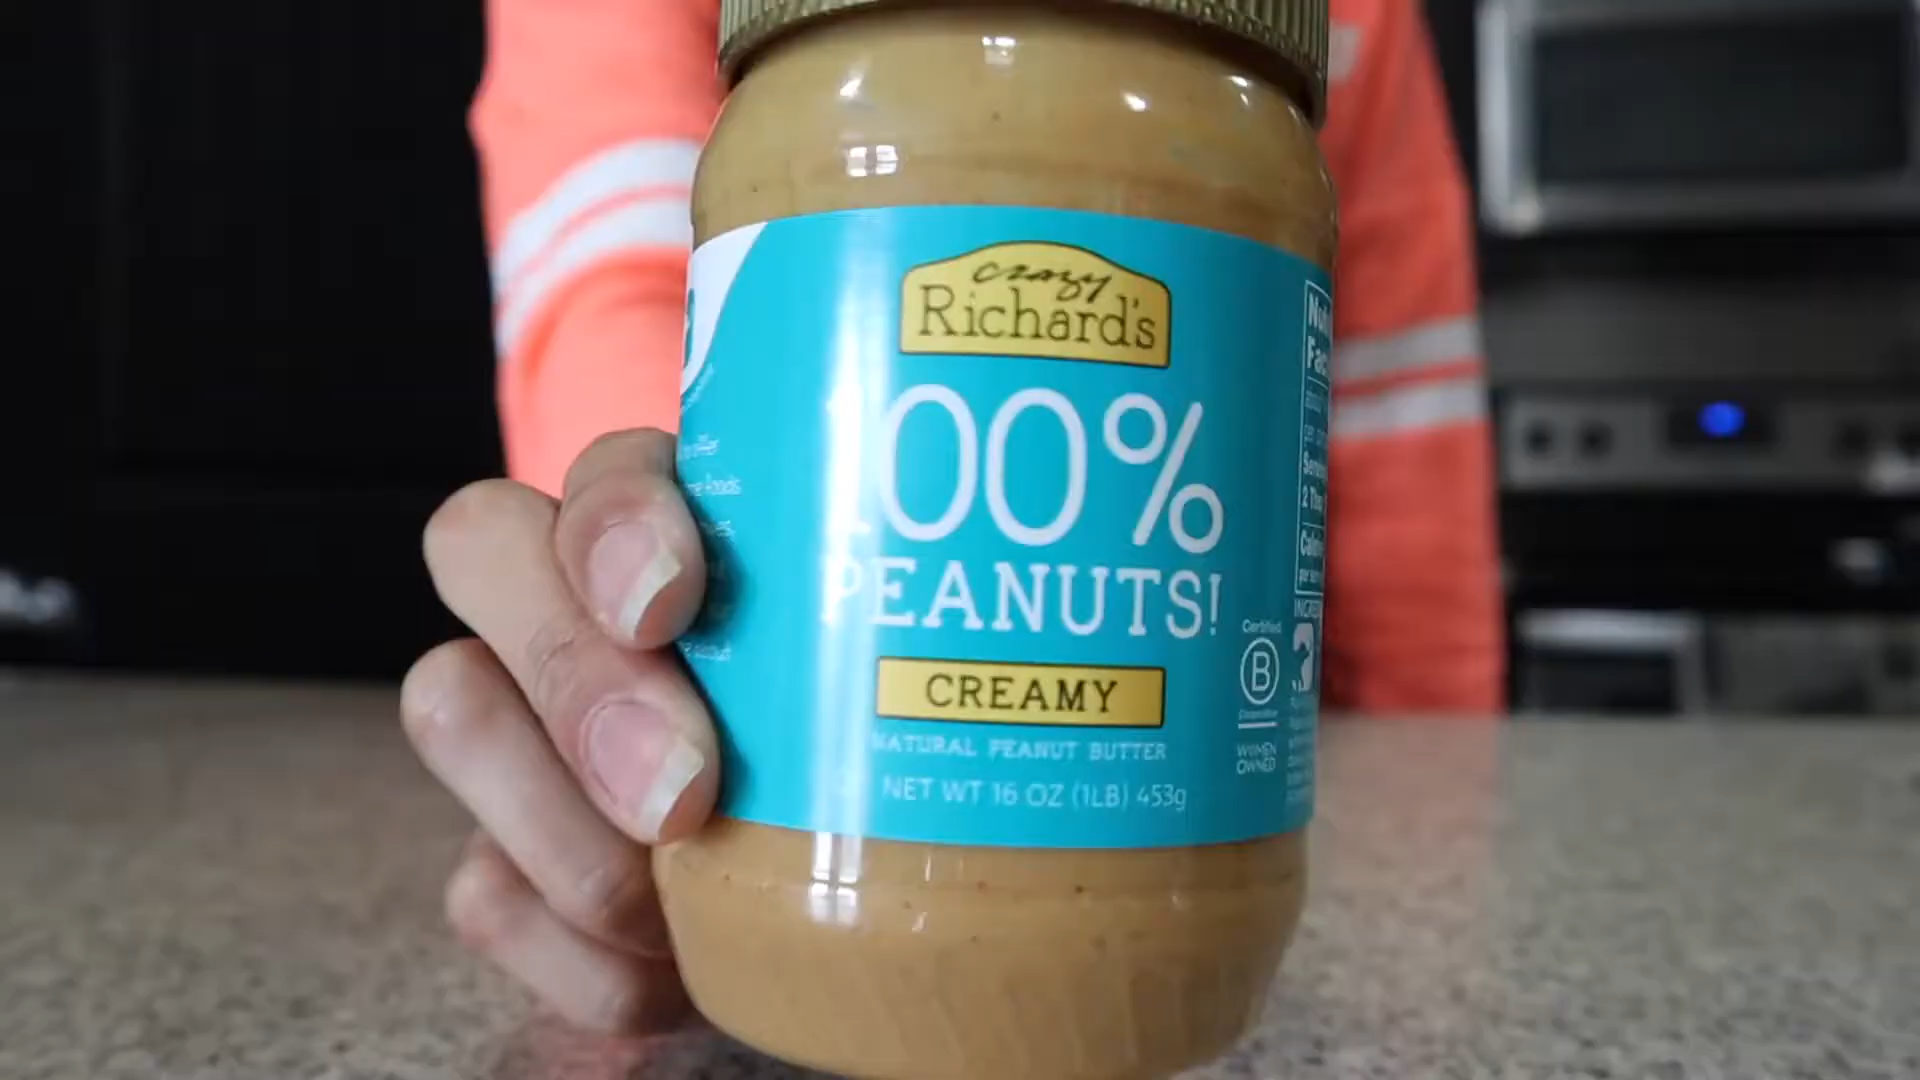 crazy
Richard's
100%
PEANUTS!
CREAMY
NATURAL PEANUT BUTTER
NET WT 16 OZ (1LB) 453g
Certified
B
WOMEN
OWNED